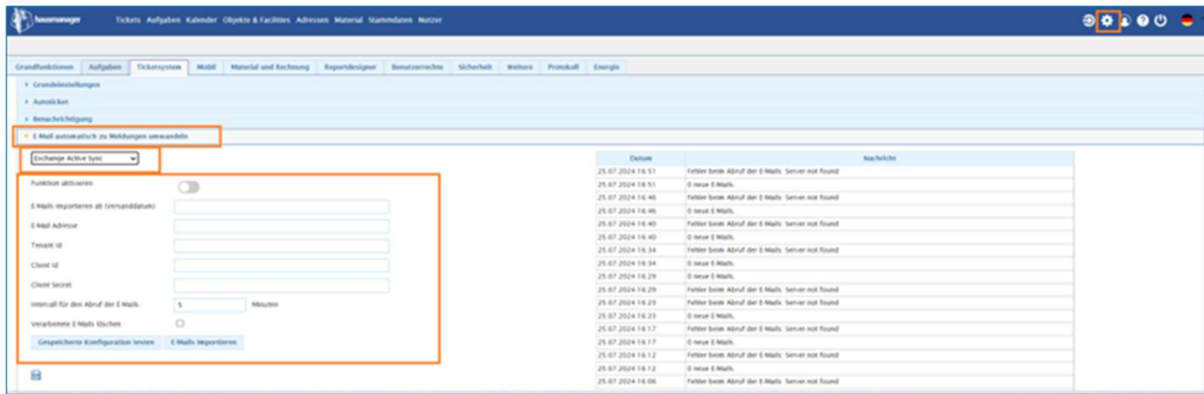 hausmanager Tickets Aufgaben Kalender Objekte & Facilities Adressen Material Stammdaten Nutzer
Grundfunktionen Aufgaben Ticketsystem Mobil Material und Rechnung Reportdesigner Benutzerrechte Sicherheit Weitere Protokoll Energie
Grundeinstellungen
Autoticket
Benachrichtigung
E-Mail automatisch zu Meldungen umwandeln
Exchange Active Sync
Funktion aktivieren
E-Mails importieren ab (Versanddatum)
E-Mail Adresse
Tenant Id
Client Id
Client Secret
Intervall für den Abruf der E-Mails 5 Minuten
Verarbeitete E-Mails löschen
Gespeicherte Konfiguration testen E-Mails importieren
Datum Nachricht
25.07.2024 16:51 Fehler beim Abruf der E-Mails: Server not found
25.07.2024 16:51 0 neue E-Mails.
25.07.2024 16:46 Fehler beim Abruf der E-Mails: Server not found
25.07.2024 16:46 0 neue E-Mails.
25.07.2024 16:40 Fehler beim Abruf der E-Mails: Server not found
25.07.2024 16:40 0 neue E-Mails.
25.07.2024 16:34 Fehler beim Abruf der E-Mails: Server not found
25.07.2024 16:34 0 neue E-Mails.
25.07.2024 16:29 0 neue E-Mails.
25.07.2024 16:29 Fehler beim Abruf der E-Mails: Server not found
25.07.2024 16:23 Fehler beim Abruf der E-Mails: Server not found
25.07.2024 16:23 0 neue E-Mails.
25.07.2024 16:17 Fehler beim Abruf der E-Mails: Server not found
25.07.2024 16:17 0 neue E-Mails.
25.07.2024 16:12 Fehler beim Abruf der E-Mails: Server not found
25.07.2024 16:12 0 neue E-Mails.
25.07.2024 16:06 Fehler beim Abruf der E-Mails: Server not found